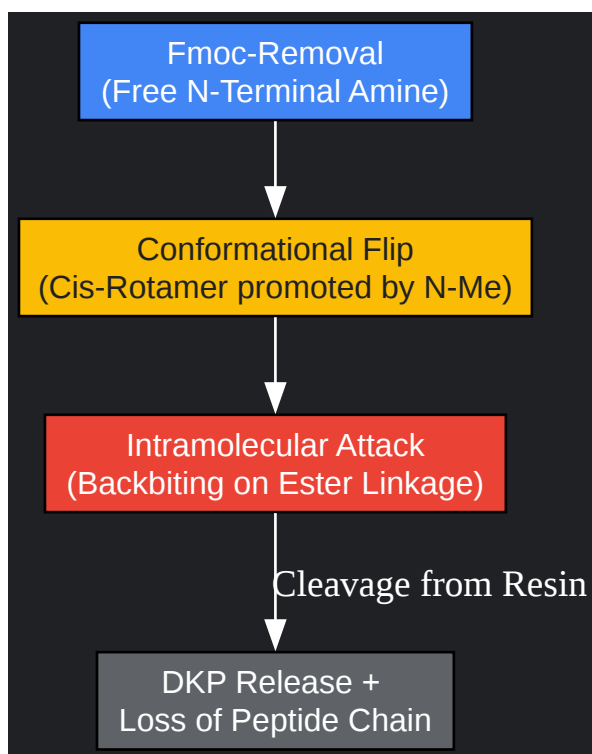 Fmoc-Removal
(Free N-Terminal Amine)
Conformational Flip
(Cis-Rotamer promoted by N-Me)
Intramolecular Attack
(Backbiting on Ester Linkage)
Cleavage from Resin
DKP Release +
Loss of Peptide Chain